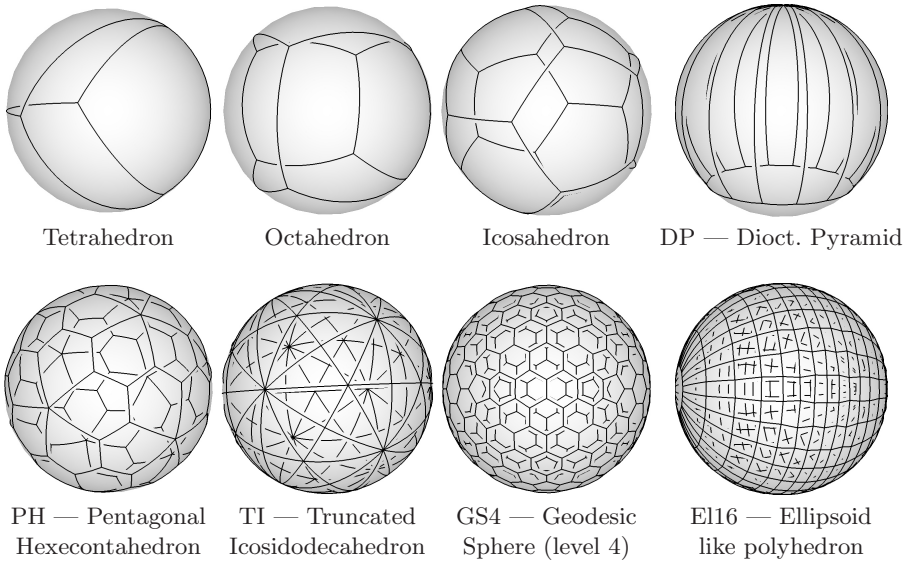 Tetrahedron
Octahedron
Icosahedron
DP — Dioct. Pyramid
PH — Pentagonal
Hexecontahedron
TI — Truncated
Icosidodecahedron
GS4 — Geodesic
Sphere (level 4)
El16 — Ellipsoid
like polyhedron